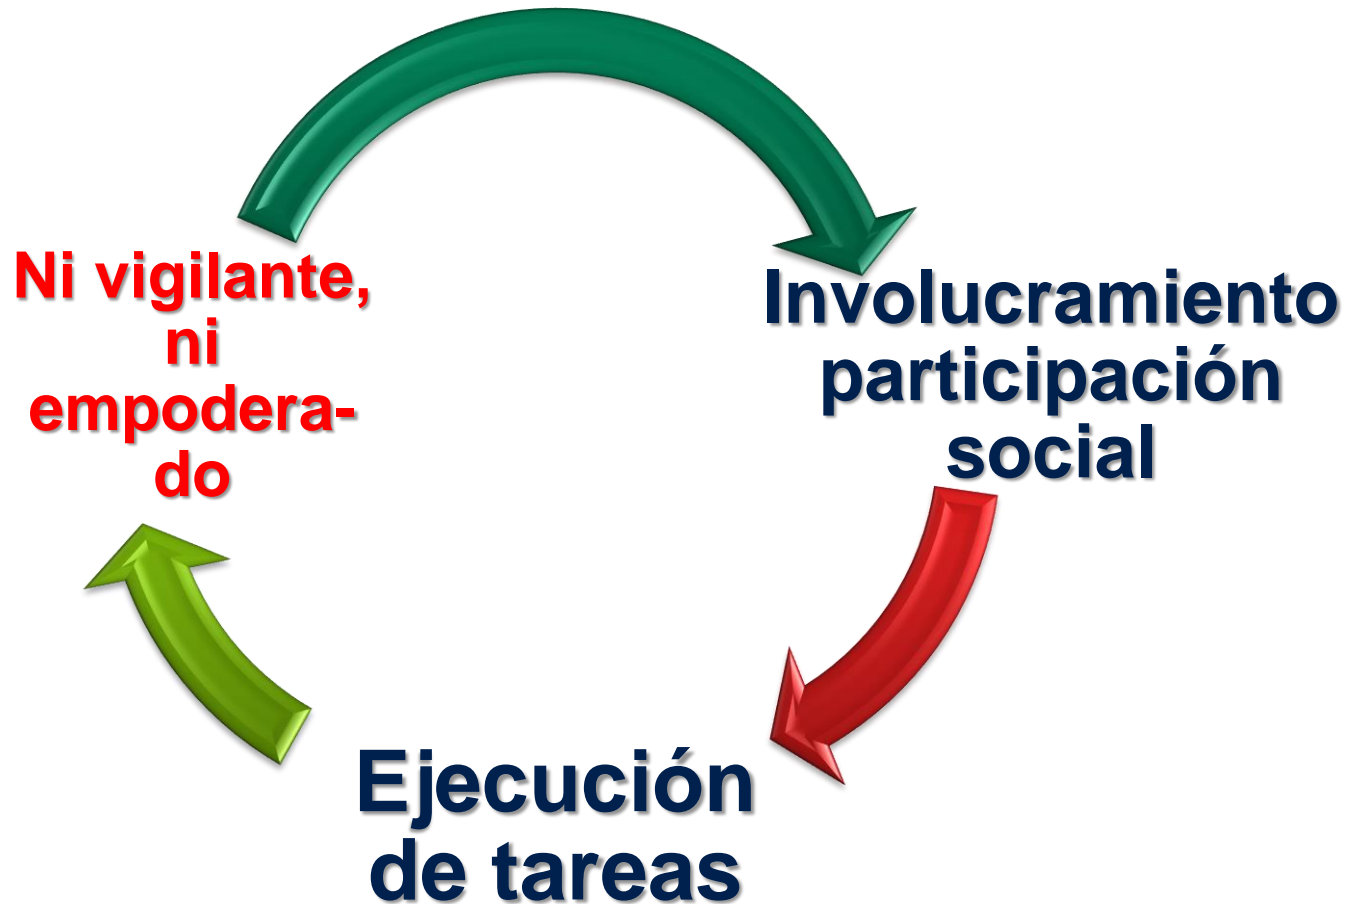 Ni vigilante,
ni
empodera-
do
Involucramiento
participación
social
Ejecución
de tareas